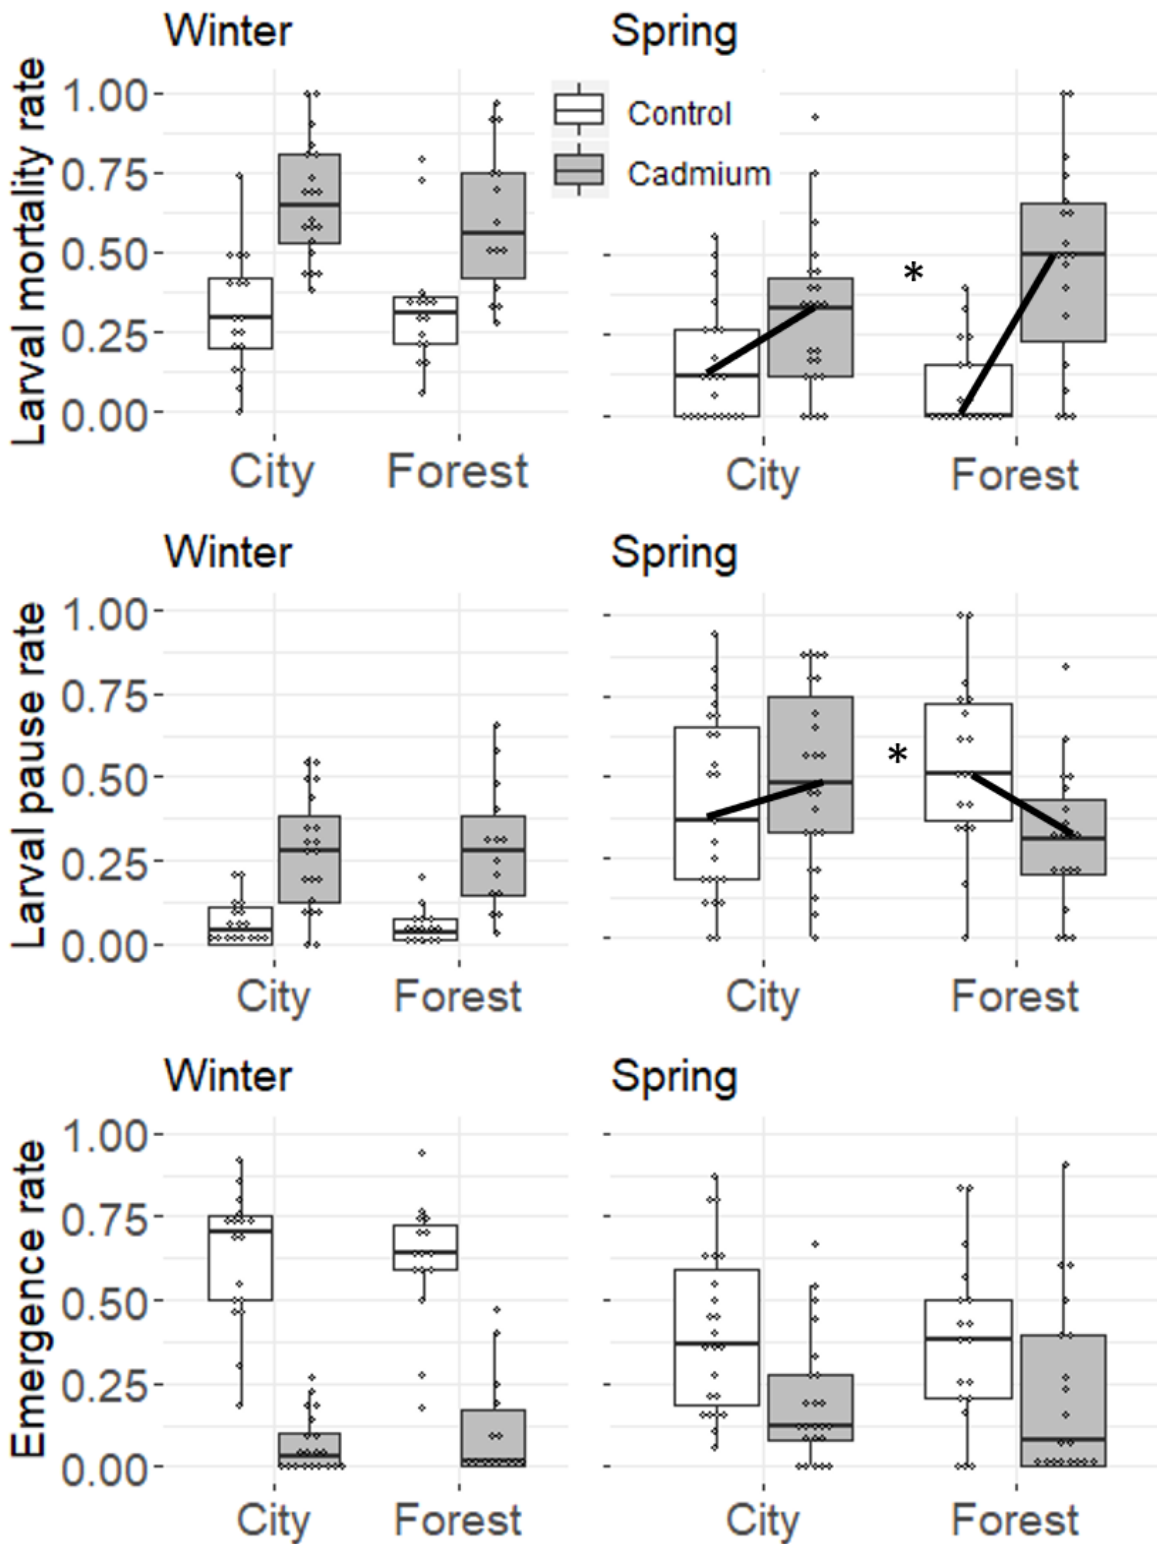 Winter Spring
Larval mortality rate
1.00
0.75
0.50
0.25
0.00
Control
Cadmium
*
City Forest City Forest
Winter Spring
Larval pause rate
1.00
0.75
0.50
0.25
0.00
*
City Forest City Forest
Winter Spring
Emergence rate
1.00
0.75
0.50
0.25
0.00
City Forest City Forest